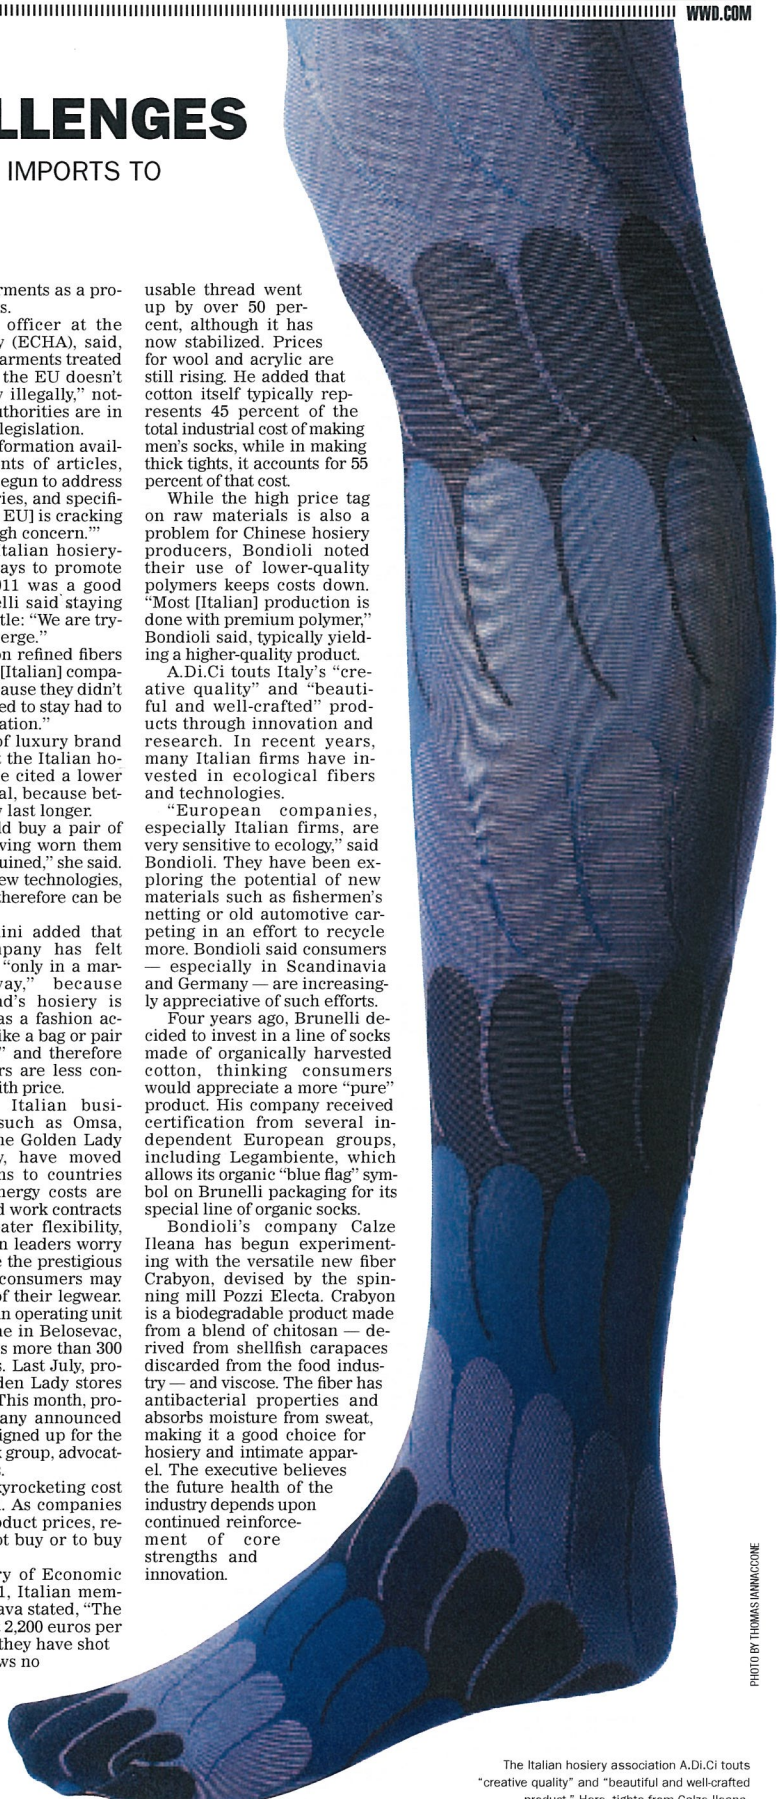 WWD.COM
LLENGES
IMPORTS TO
rments as a pro-
s.
officer at the
y (ECHA), said,
arments treated
the EU doesn't
y illegally,” not-
uthorities are in
legislation.
formation avail-
nts of articles,
egun to address
ries, and specifi-
EU] is cracking
gh concern.’”
talian hosiery-
ays to promote
011 was a good
elli said staying
tle: “We are try-
erge.”
on refined fibers
[Italian] compa-
ause they didn't
ed to stay had to
ation.”
of luxury brand
t the Italian ho-
e cited a lower
al, because bet-
y last longer.
ld buy a pair of
ving worn them
uined,” she said.
ew technologies,
therefore can be
ini added that
mpany has felt
“only in a mar-
way,” because
nd's hosiery is
as a fashion ac-
ike a bag or pair
” and therefore
rs are less con-
ith price.
Italian busi-
such as Omsa,
he Golden Lady
y, have moved
ns to countries
nergy costs are
d work contracts
ater flexibility,
n leaders worry
e the prestigious
consumers may
of their legwear.
an operating unit
ne in Belosevac,
s more than 300
s. Last July, pro-
den Lady stores
This month, pro-
any announced
igned up for the
group, advocat-
s.
kyrocketing cost
. As companies
oduct prices, re-
ot buy or to buy
ry of Economic
1, Italian mem-
ava stated, “The
2,200 euros per
they have shot
ws no
usable thread went
up by over 50 per-
cent, although it has
now stabilized. Prices
for wool and acrylic are
still rising. He added that
cotton itself typically rep-
resents 45 percent of the
total industrial cost of making
men's socks, while in making
thick tights, it accounts for 55
percent of that cost.
While the high price tag
on raw materials is also a
problem for Chinese hosiery
producers, Bondioli noted
their use of lower-quality
polymers keeps costs down.
“Most [Italian] production is
done with premium polymer,”
Bondioli said, typically yield-
ing a higher-quality product.
A.Di.Ci touts Italy's “cre-
ative quality” and “beauti-
ful and well-crafted” prod-
ucts through innovation and
research. In recent years,
many Italian firms have in-
vested in ecological fibers
and technologies.
“European companies,
especially Italian firms, are
very sensitive to ecology,” said
Bondioli. They have been ex-
ploring the potential of new
materials such as fishermen's
netting or old automotive car-
peting in an effort to recycle
more. Bondioli said consumers
— especially in Scandinavia
and Germany — are increasing-
ly appreciative of such efforts.
Four years ago, Brunelli de-
cided to invest in a line of socks
made of organically harvested
cotton, thinking consumers
would appreciate a more “pure”
product. His company received
certification from several in-
dependent European groups,
including Legambiente, which
allows its organic “blue flag” sym-
bol on Brunelli packaging for its
special line of organic socks.
Bondioli's company Calze
Ileana has begun experiment-
ing with the versatile new fiber
Crabyon, devised by the spin-
ning mill Pozzi Electa. Crabyon
is a biodegradable product made
from a blend of chitosan — de-
rived from shellfish carapaces
discarded from the food indus-
try — and viscose. The fiber has
antibacterial properties and
absorbs moisture from sweat,
making it a good choice for
hosiery and intimate appar-
el. The executive believes
the future health of the
industry depends upon
continued reinforce-
ment of core
strengths and
innovation.
PHOTO BY THOMAS IANNACCONE
The Italian hosiery association A.Di.Ci touts
“creative quality” and “beautiful and well-crafted
product.” Here, tights from Calze Ileana.